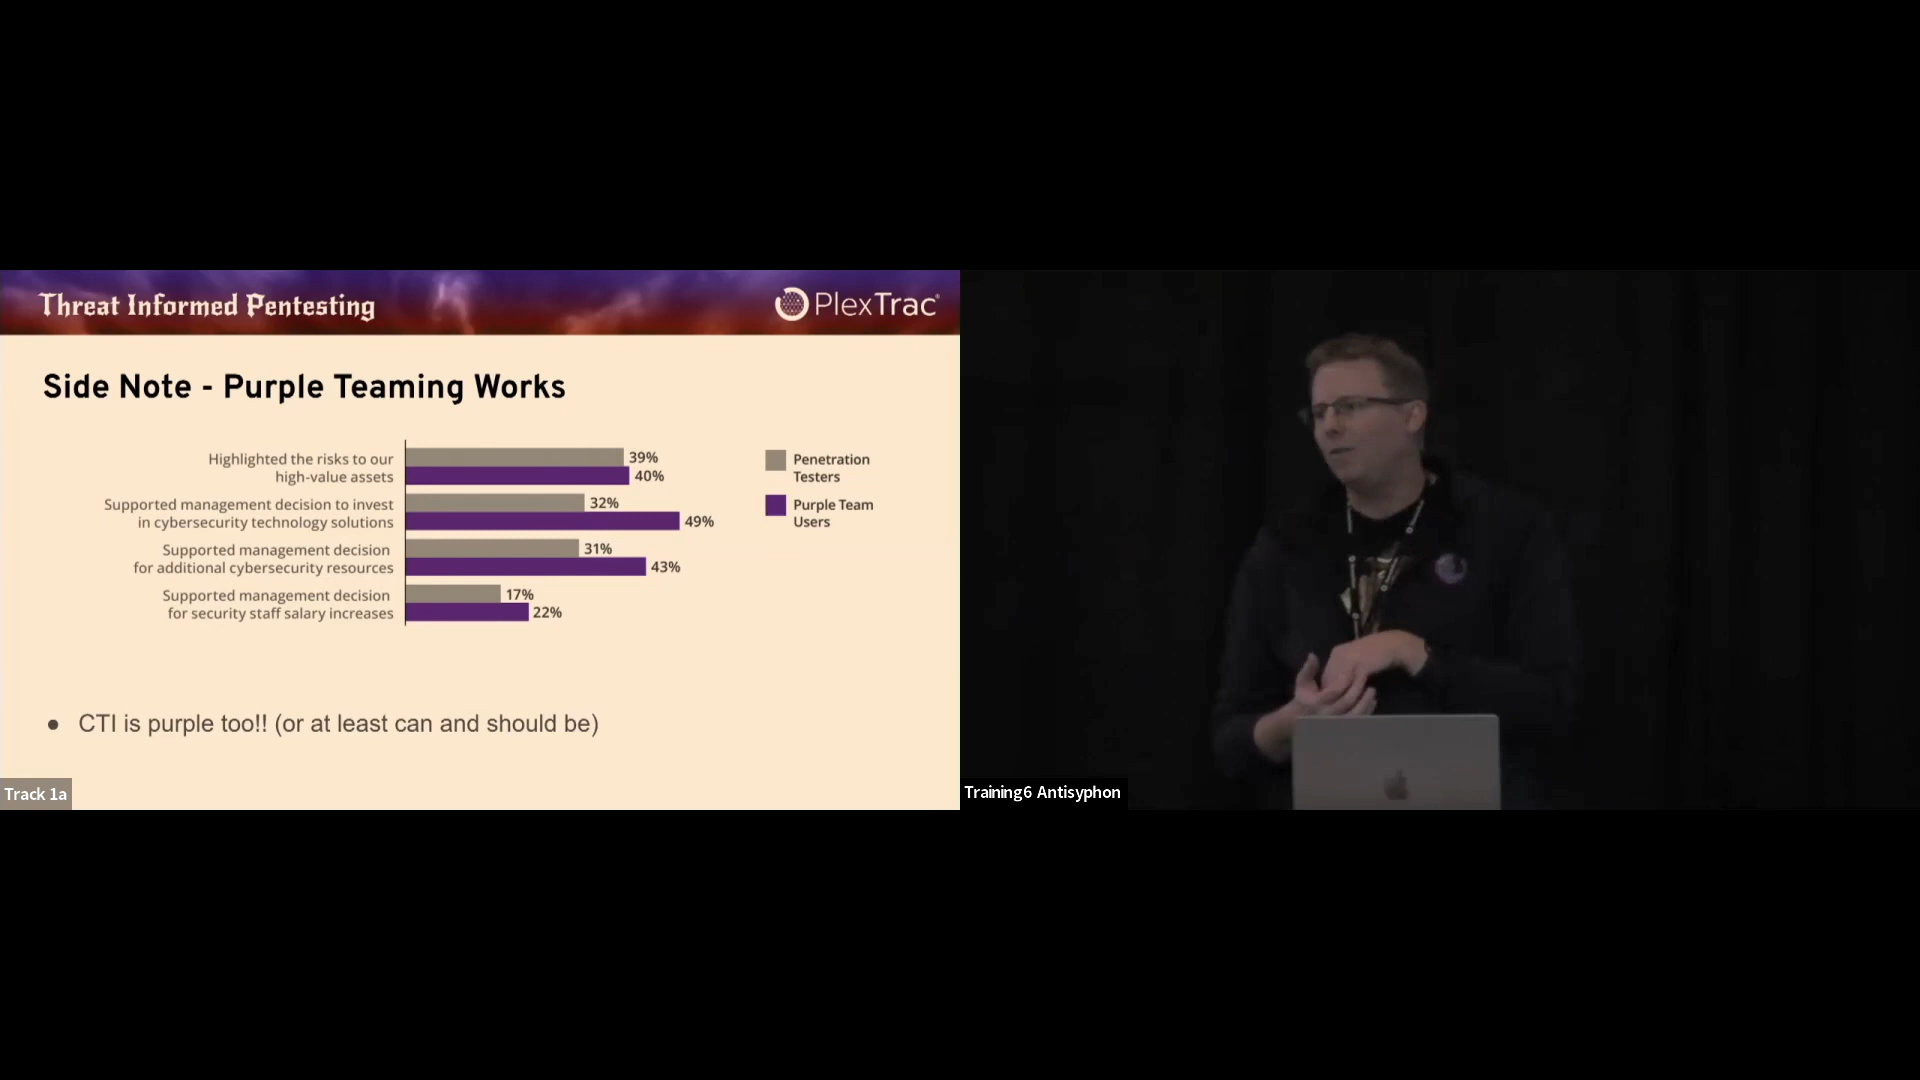 Threat Informed Pentesting
PlexTrac
Side Note - Purple Teaming Works
Highlighted the risks to our
high-value assets
39%
40%
Supported management decision to invest
in cybersecurity technology solutions
32%
49%
Supported management decision
for additional cybersecurity resources
31%
43%
Supported management decision
for security staff salary increases
17%
22%
Penetration
Testers
Purple Team
Users
● CTI is purple too!! (or at least can and should be)
Track 1a
Training6 Antisyphon